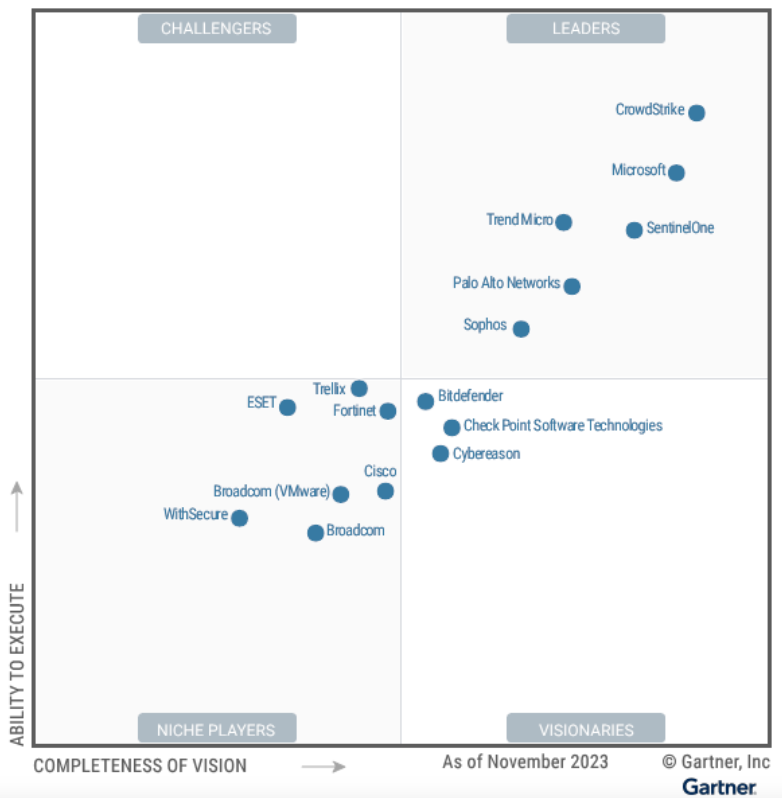 CHALLENGERS
LEADERS
CrowdStrike
Microsoft
Trend Micro
SentinelOne
Palo Alto Networks
Sophos
Trellix
ESET
Fortinet
Bitdefender
Check Point Software Technologies
Cybereason
Cisco
Broadcom (VMware)
WithSecure
Broadcom
ABILITY TO EXECUTE
NICHE PLAYERS
VISIONARIES
COMPLETENESS OF VISION
As of November 2023
© Gartner, Inc
Gartner